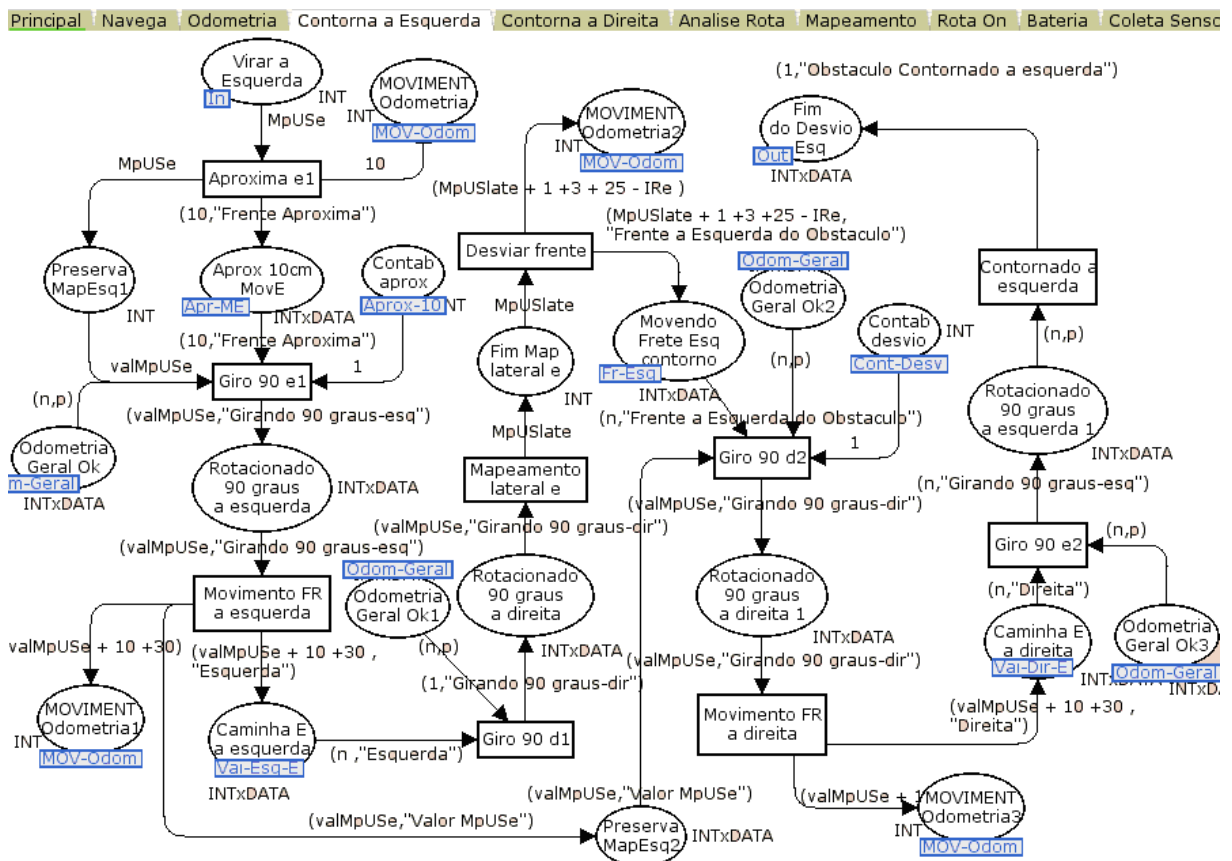 Principal Navega Odometria Contorna a Esquerda Contorna a Direita Analise Rota Mapeamento Rota On Bateria Coleta Senso
Virar a
Esquerda
In
INT
MpUSe
MOVIMENT
Odometria
INT
MOV-Odom
MpUSe
Aproxima e1
10
(10,"Frente Aproxima")
Preserva
MapEsq1
INT
Aprox 10cm
MovE
Apr-ME
INTxDATA
Contab
aprox
Aprox-10
NT
(10,"Frente Aproxima")
valMpUSe
Giro 90 e1
1
(n,p)
(valMpUSe,"Girando 90 graus-esq")
Odometria
Geral Ok
m-Geral
INTxDATA
Rotacionado
90 graus
a esquerda
INTxDATA
(valMpUSe,"Girando 90 graus-esq")
Movimento FR
a esquerda
valMpUSe + 10 +30)
(valMpUSe + 10 +30 ,
"Esquerda")
MOVIMENT
Odometria1
INT
MOV-Odom
Caminha E
a esquerda
Vai-Esq-E
INTxDATA
(n ,"Esquerda")
(valMpUSe,"Valor MpUSe")
MOVIMENT
Odometria2
INT
MOV-Odom
(MpUSlate + 1 +3 + 25 - IRe )
Desviar frente
(MpUSlate + 1 +3 +25 - IRe,
"Frente a Esquerda do Obstaculo")
MpUSlate
Fim Map
lateral e
INT
MpUSlate
Mapeamento
lateral e
(valMpUSe,"Girando 90 graus-dir")
Odom-Geral
Odometria
Geral Ok1
Rotacionado
90 graus
a direita
INTxDATA
(n,p)
(1,"Girando 90 graus-dir")
Giro 90 d1
Odom-Geral
Odometria
Geral Ok2
Movendo
Frete Esq
contorno
Fr-Esq
INTxDATA
(n,p)
Contab
desvio
INT
Cont-Desv
(n,"Frente a Esquerda do Obstaculo")
Giro 90 d2
1
(valMpUSe,"Girando 90 graus-dir")
Rotacionado
90 graus
a direita 1
INTxDATA
(valMpUSe,"Girando 90 graus-dir")
Movimento FR
a direita
(valMpUSe,"Valor MpUSe")
Preserva
MapEsq2
INTxDATA
(valMpUSe + 1
MOVIMENT
Odometria3
INT
MOV-Odom
(1,"Obstaculo Contornado a esquerda")
Fim
do Desvio
Esq
Out
INTxDATA
Contornado a
esquerda
(n,p)
Rotacionado
90 graus
a esquerda 1
INTxDATA
(n,"Girando 90 graus-esq")
Giro 90 e2
(n,p)
(n,"Direita")
Caminha E
a direita
Vai-Dir-E
INTxDATA
Odometria
Geral Ok3
Odom-Geral
(valMpUSe + 10 +30 ,
"Direita")